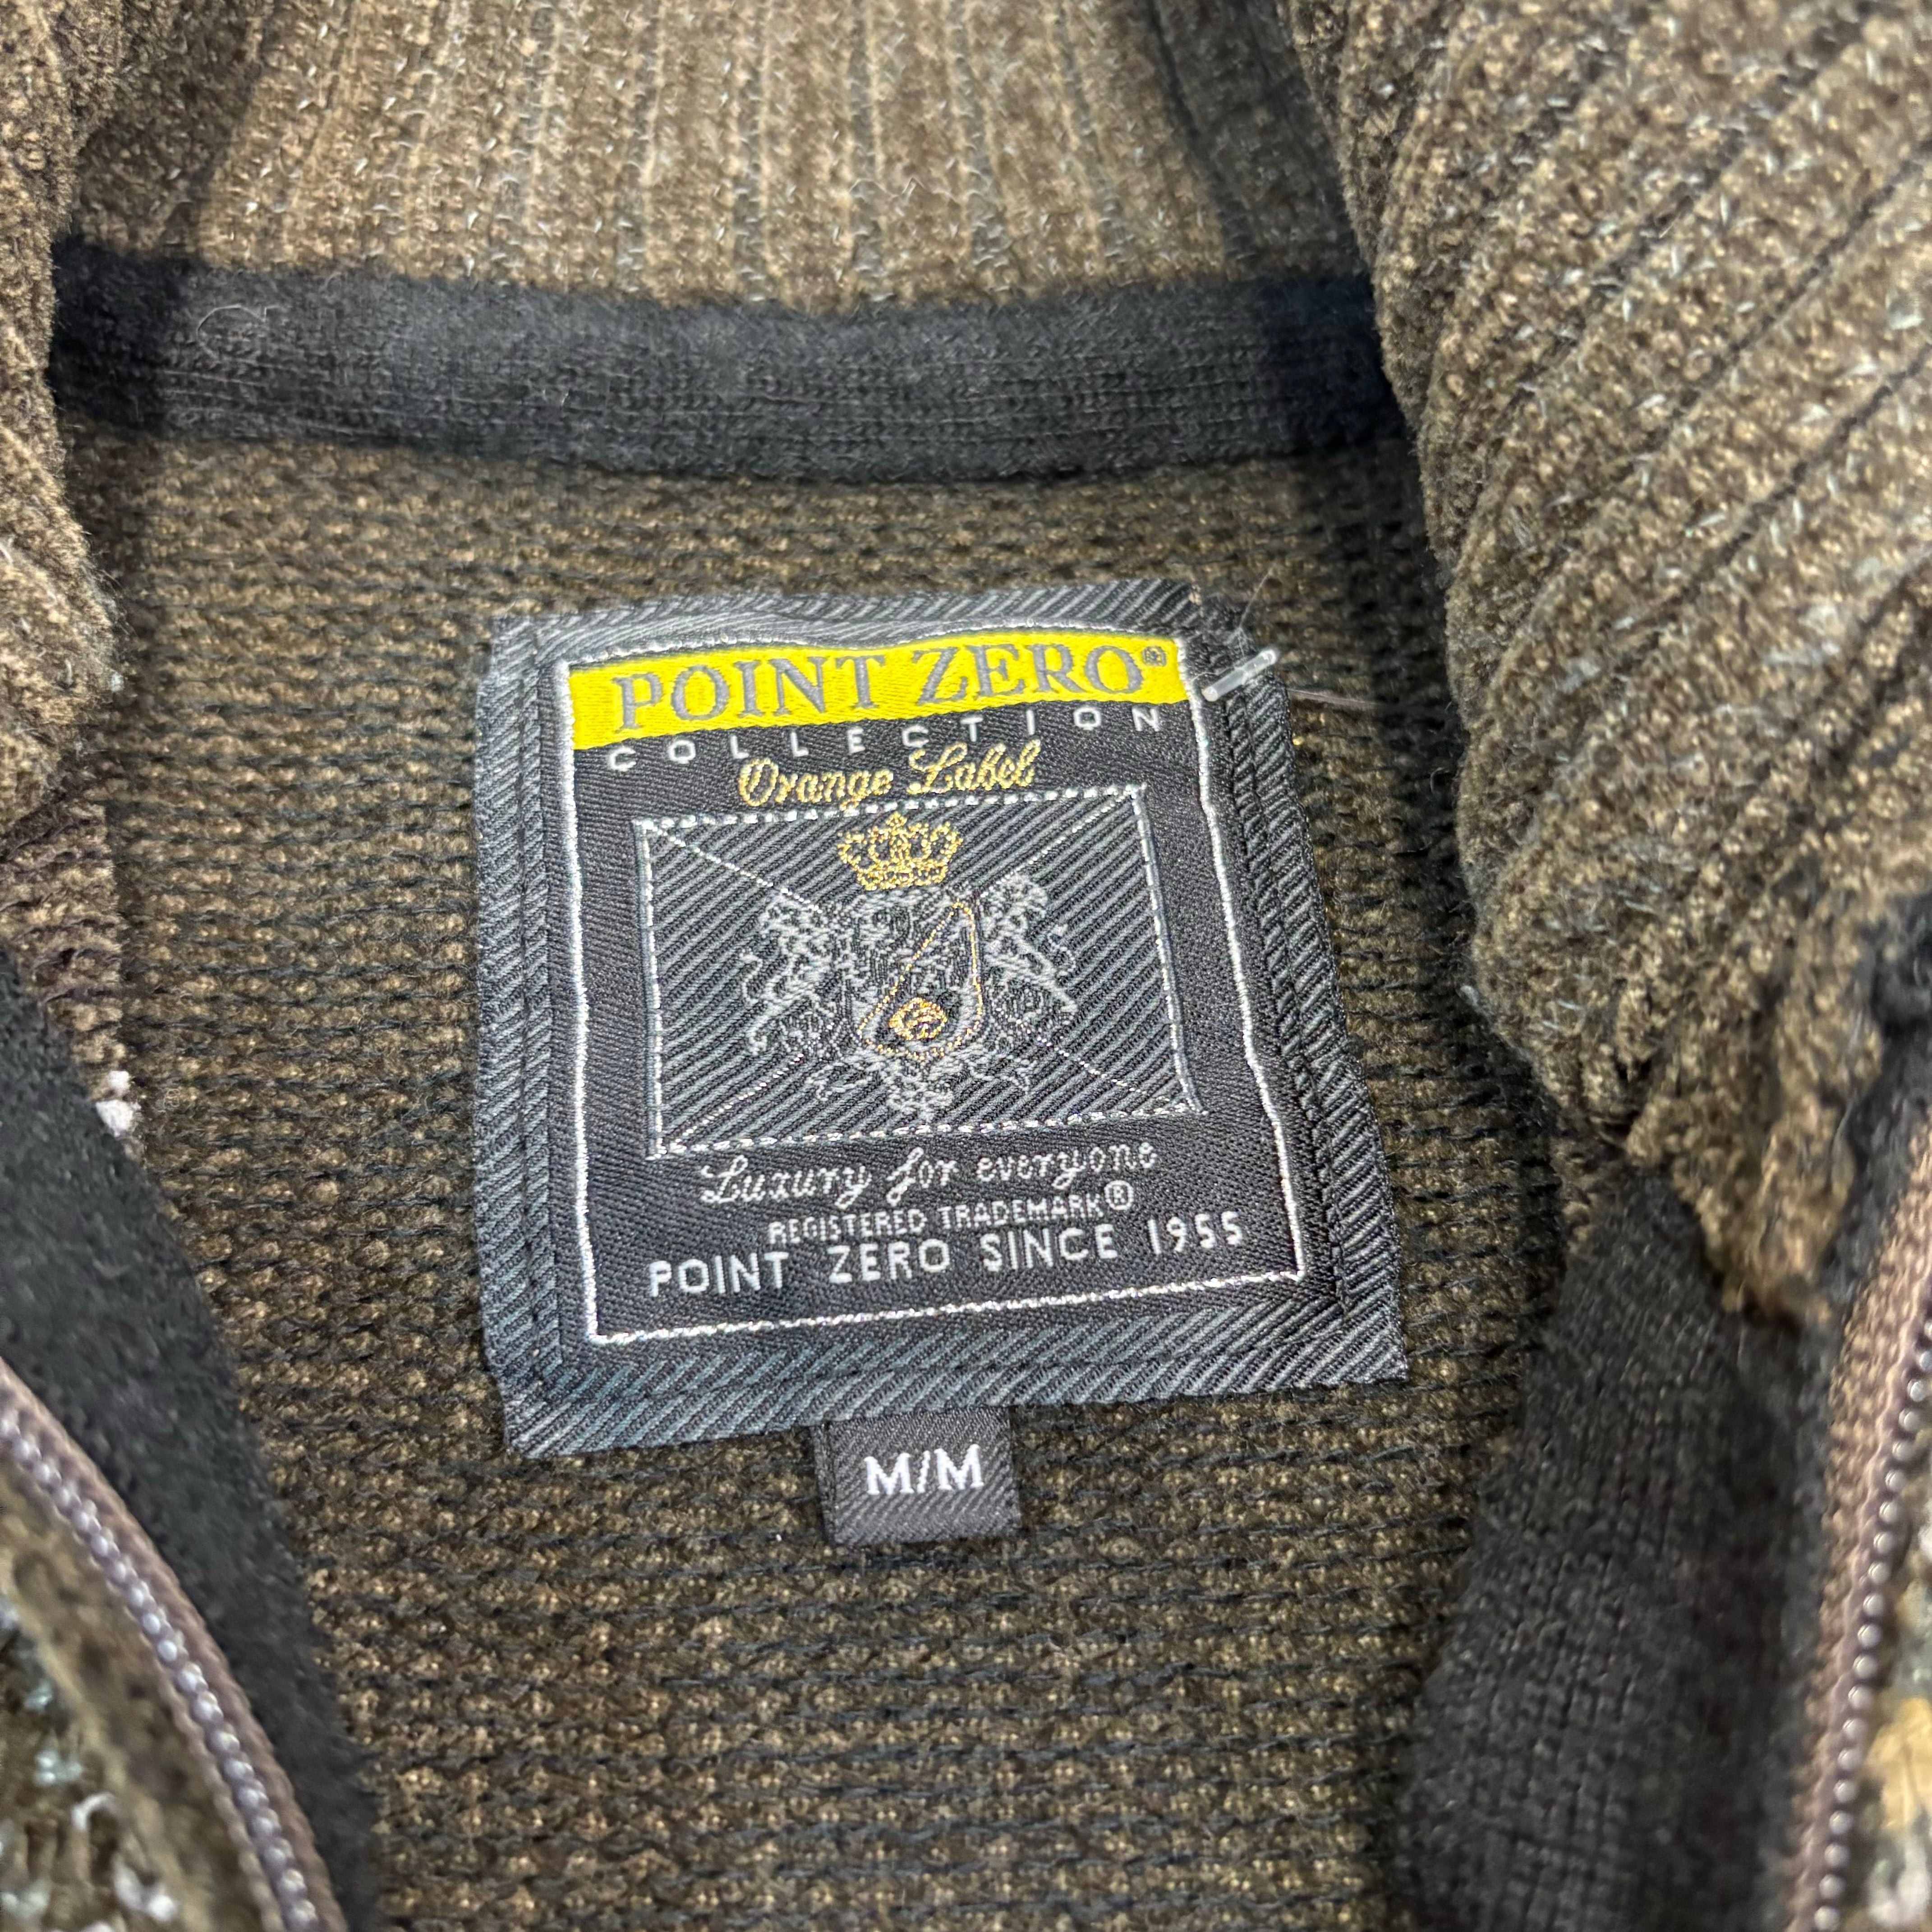 POINT ZERO®
COLLECTION
Orange Label
Luxury for everyone
REGISTERED TRADEMARK®
POINT ZERO SINCE 1955
M/M